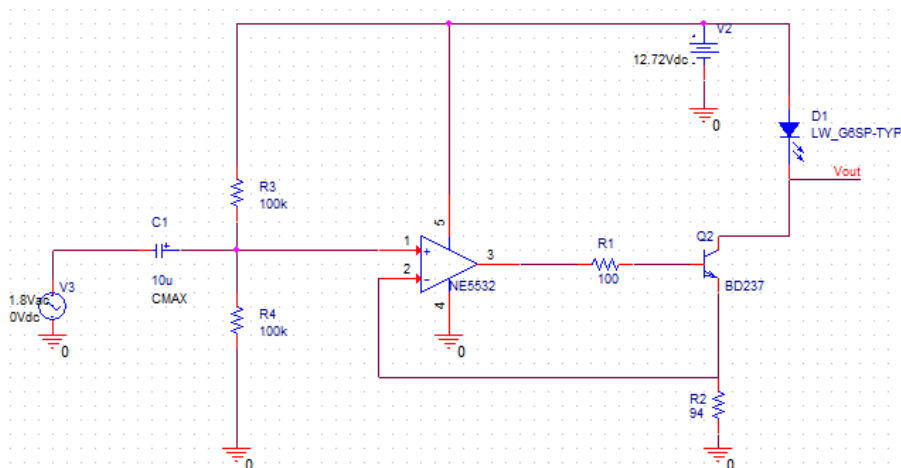 V2
12.72Vdc
0
D1
LW_G6SP-TYP
Vout
R3
100k
C1
10u
CMAX
V3
1.8Vac
0Vdc
0
R4
100k
0
5
1
+
2
-
3
NE5532
4
0
R1
100
Q2
BD237
R2
94
0